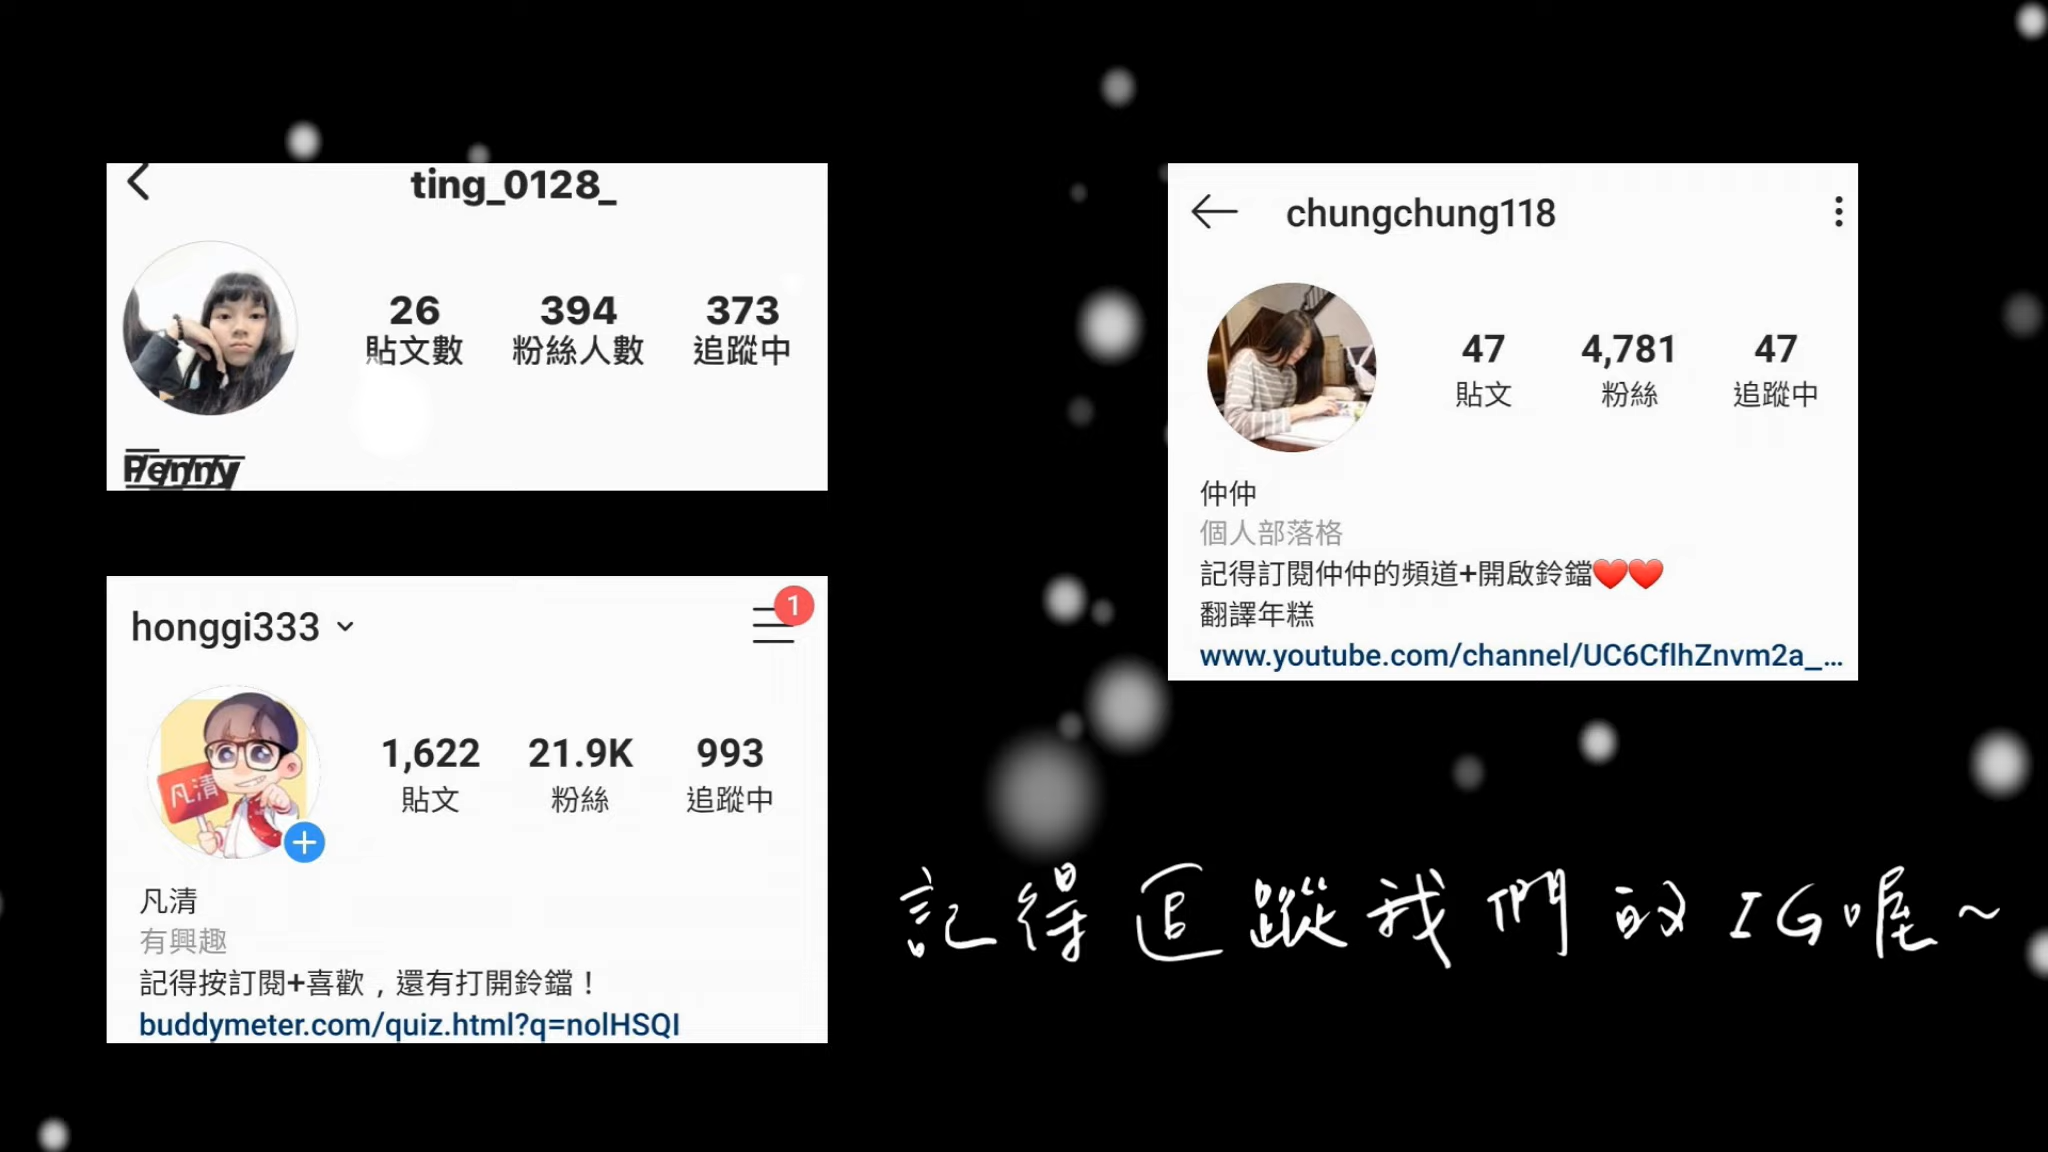 ting_0128_
26 394 373
貼文數 粉絲人數 追蹤中
Penny
honggi333
1
凡清
1,622 21.9K 993
貼文 粉絲 追蹤中
凡清
有興趣
記得按訂閱+喜歡，還有打開鈴鐺！
buddymeter.com/quiz.html?q=nolHSQI
chungchung118
47 4,781 47
貼文 粉絲 追蹤中
仲仲
個人部落格
記得訂閱仲仲的頻道+開啟鈴鐺❤️❤️
翻譯年糕
www.youtube.com/channel/UC6CflhZnvm2a_...
記得追蹤我們的IG喔~